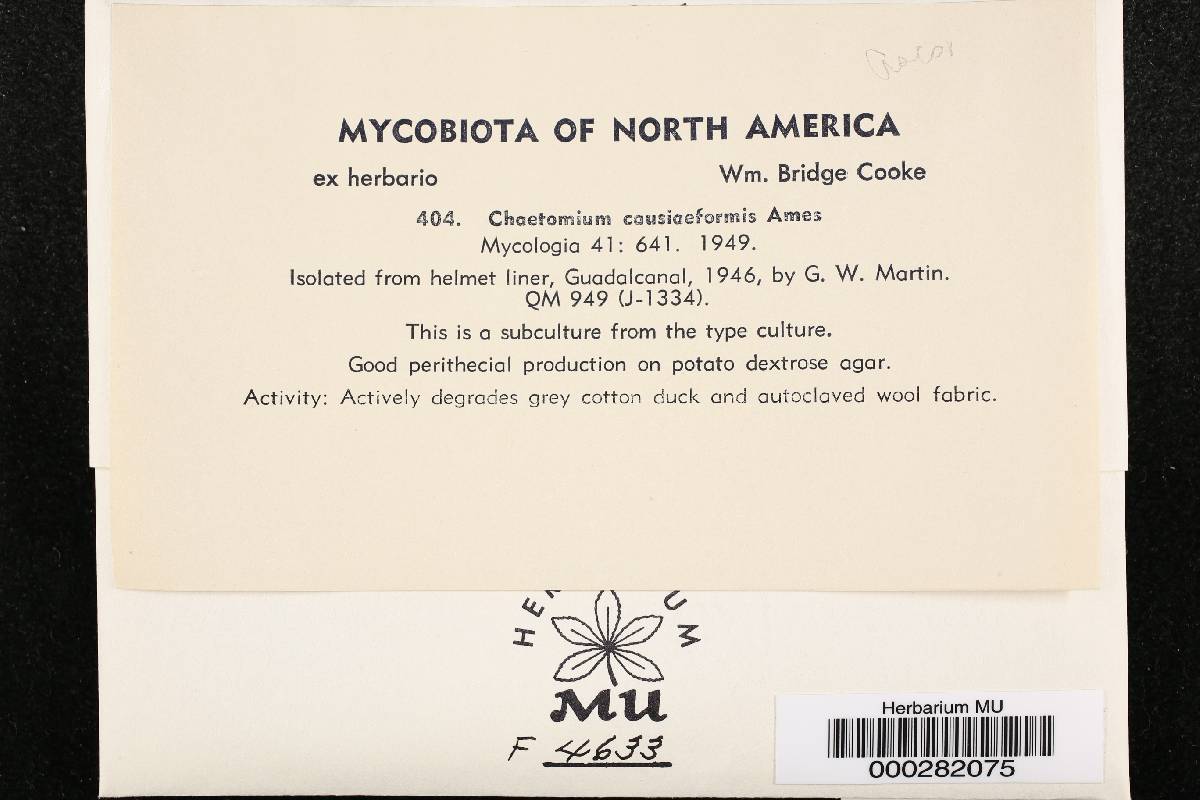 MYCOBIOTA OF NORTH AMERICA
ex herbario Wm. Bridge Cooke
404. Chaetomium causiaeformis Ames
Mycologia 41: 641. 1949.
Isolated from helmet liner, Guadalcanal, 1946, by G. W. Martin.
QM 949 (J-1334).
This is a subculture from the type culture.
Good perithecial production on potato dextrose agar.
Activity: Actively degrades grey cotton duck and autoclaved wool fabric.
MU
F 4633
Herbarium MU
000282075